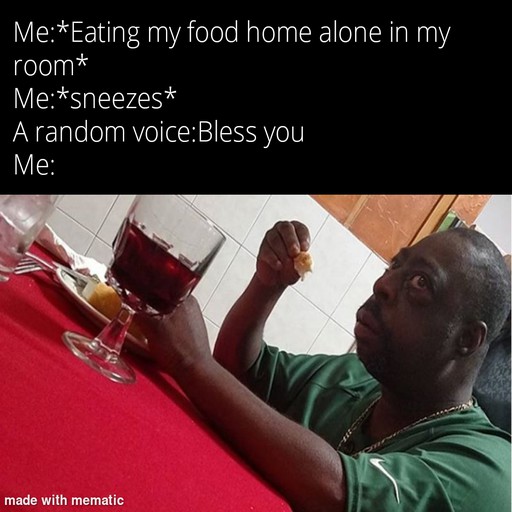 Me:*Eating my food home alone in my
room*
Me:*sneezes*
A random voice:Bless you
Me:
made with mematic